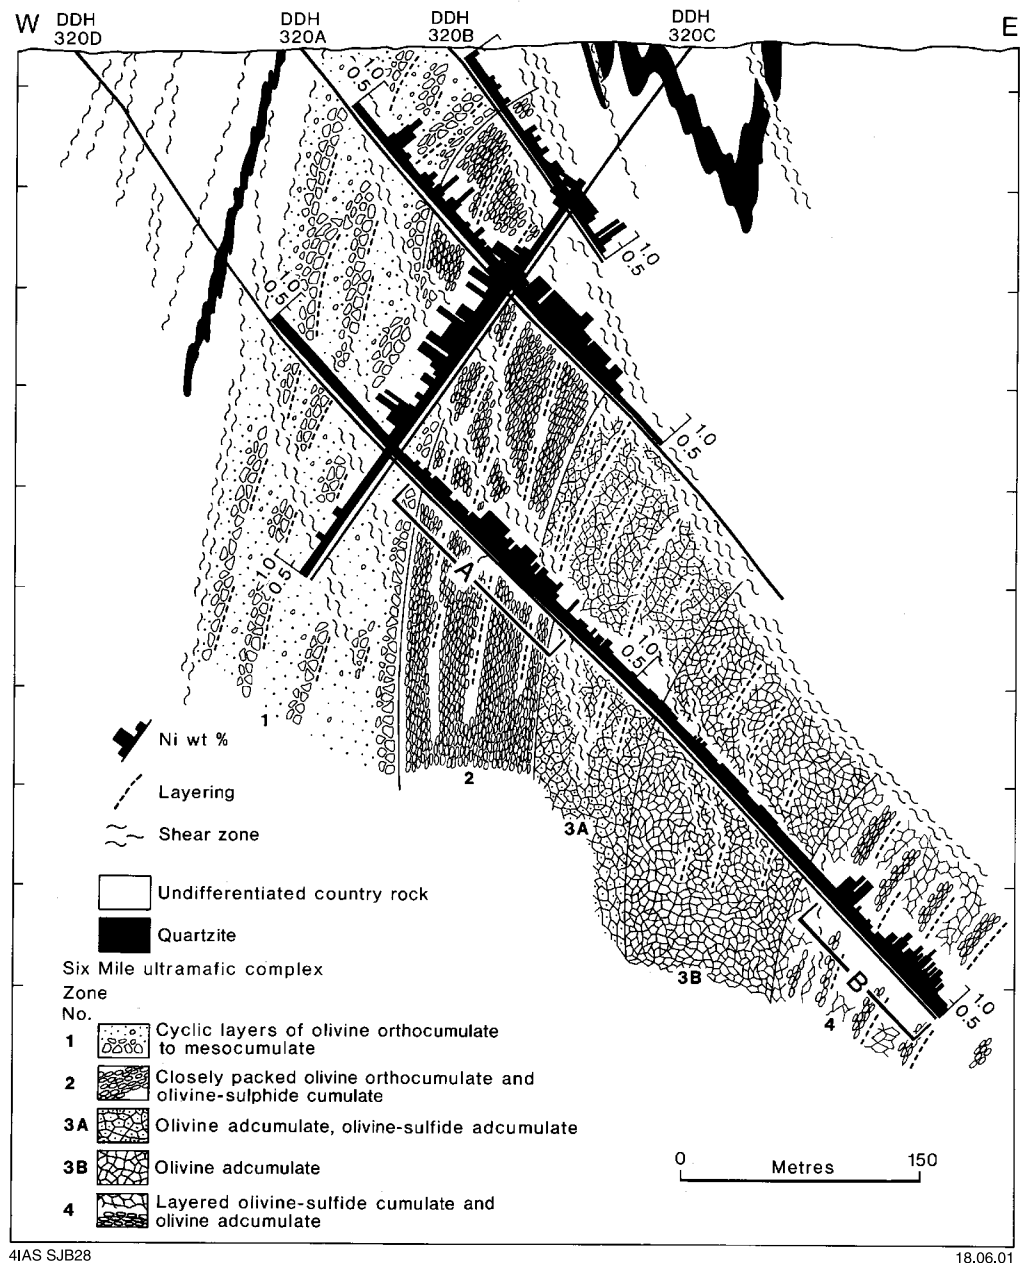 W
DDH
320D
DDH
320A
DDH
320B
DDH
320C
E
1.0
0.5
1.0
0.5
1.0
0.5
1.0
0.5
<1.0
0.5
A
1.0
0.5
1
2
3A
3B
B
4
1.0
0.5
Ni wt %
Layering
Shear zone
Undifferentiated country rock
Quartzite
Six Mile ultramafic complex
Zone
No.
1 Cyclic layers of olivine orthocumulate
to mesocumulate
2 Closely packed olivine orthocumulate and
olivine-sulphide cumulate
3A Olivine adcumulate, olivine-sulfide adcumulate
3B Olivine adcumulate
4 Layered olivine-sulfide cumulate and
olivine adcumulate
0 Metres 150
4IAS SJB28
18.06.01